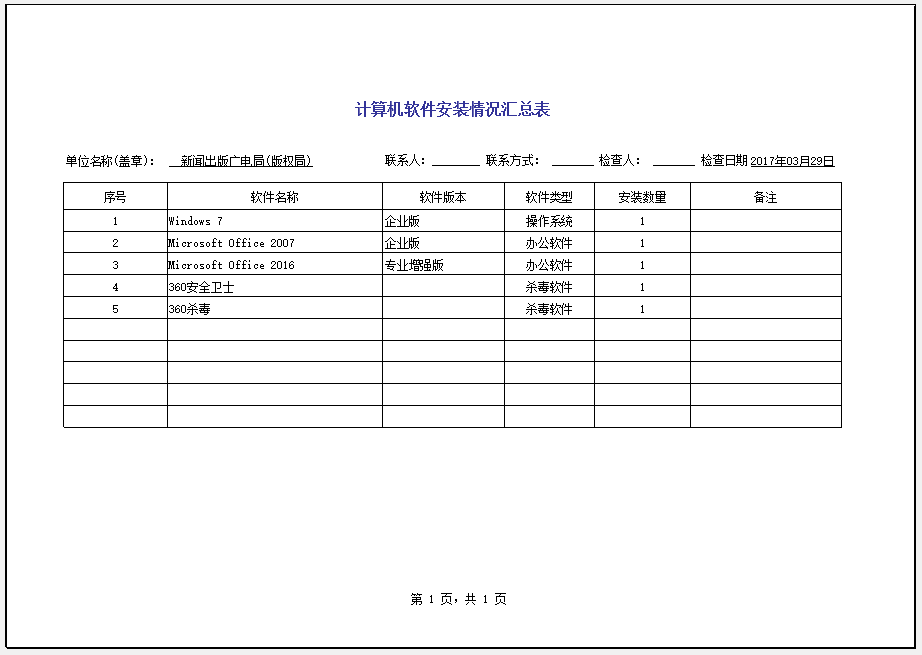 计算机软件安装情况汇总表
单位名称(盖章): 新闻出版广电局(版权局) 联系人: 联系方式: 检查人: 检查日期 2017年03月29日
序号 软件名称 软件版本 软件类型 安装数量 备注
1 Windows 7 企业版 操作系统 1
2 Microsoft Office 2007 企业版 办公软件 1
3 Microsoft Office 2016 专业增强版 办公软件 1
4 360安全卫士 杀毒软件 1
5 360杀毒 杀毒软件 1
第 1 页，共 1 页